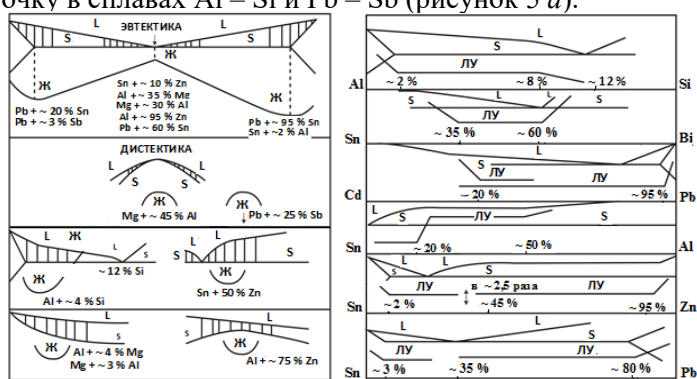 очку в сплавах Al – Si и Pb – Sb (рисунок 5 а).
L
ЭВТЕКТИКА
L
S
S
Ж
Ж
Sn + ~ 10 % Zn
Al + ~ 35 % Mg
Mg + ~ 30 % Al
Al + ~ 95 % Zn
Pb + ~ 60 % Sn
Pb + ~ 20 % Sn
Pb + ~ 3 % Sb
Pb + ~ 95 % Sn
Sn + ~2 % Al
ДИСТЕКТИКА
L
L
S
S
Ж
Ж
Mg + ~ 45 % Al
Pb + ~ 25 % Sb
L
Ж
L
S
~ 12 % Si
Ж
Al + ~ 4 % Si
L
S
S
Ж
Sn + 50 % Zn
L
S
Ж
Al + ~ 4 % Mg
Mg + ~ 3 % Al
L
s
Ж
Al + ~ 75 % Zn
L
S
ЛУ
Al
~ 2 %
~ 8 %
~ 12 %
Si
L
L
S
S
ЛУ
Sn
~ 35 %
~ 60 %
Bi
L
S
ЛУ
ЛУ
Cd
~ 20 %
~95 %
Pb
L
L
S
ЛУ
S
Sn
~ 20 %
~ 50 %
Al
L
L
s
S
ЛУ
в ~2,5 раза
ЛУ
Sn
~ 2 %
~ 45 %
~ 95 %
Zn
L
L
S
S
ЛУ
ЛУ
Sn
~ 3 %
~ 35 %
~ 80 %
Pb